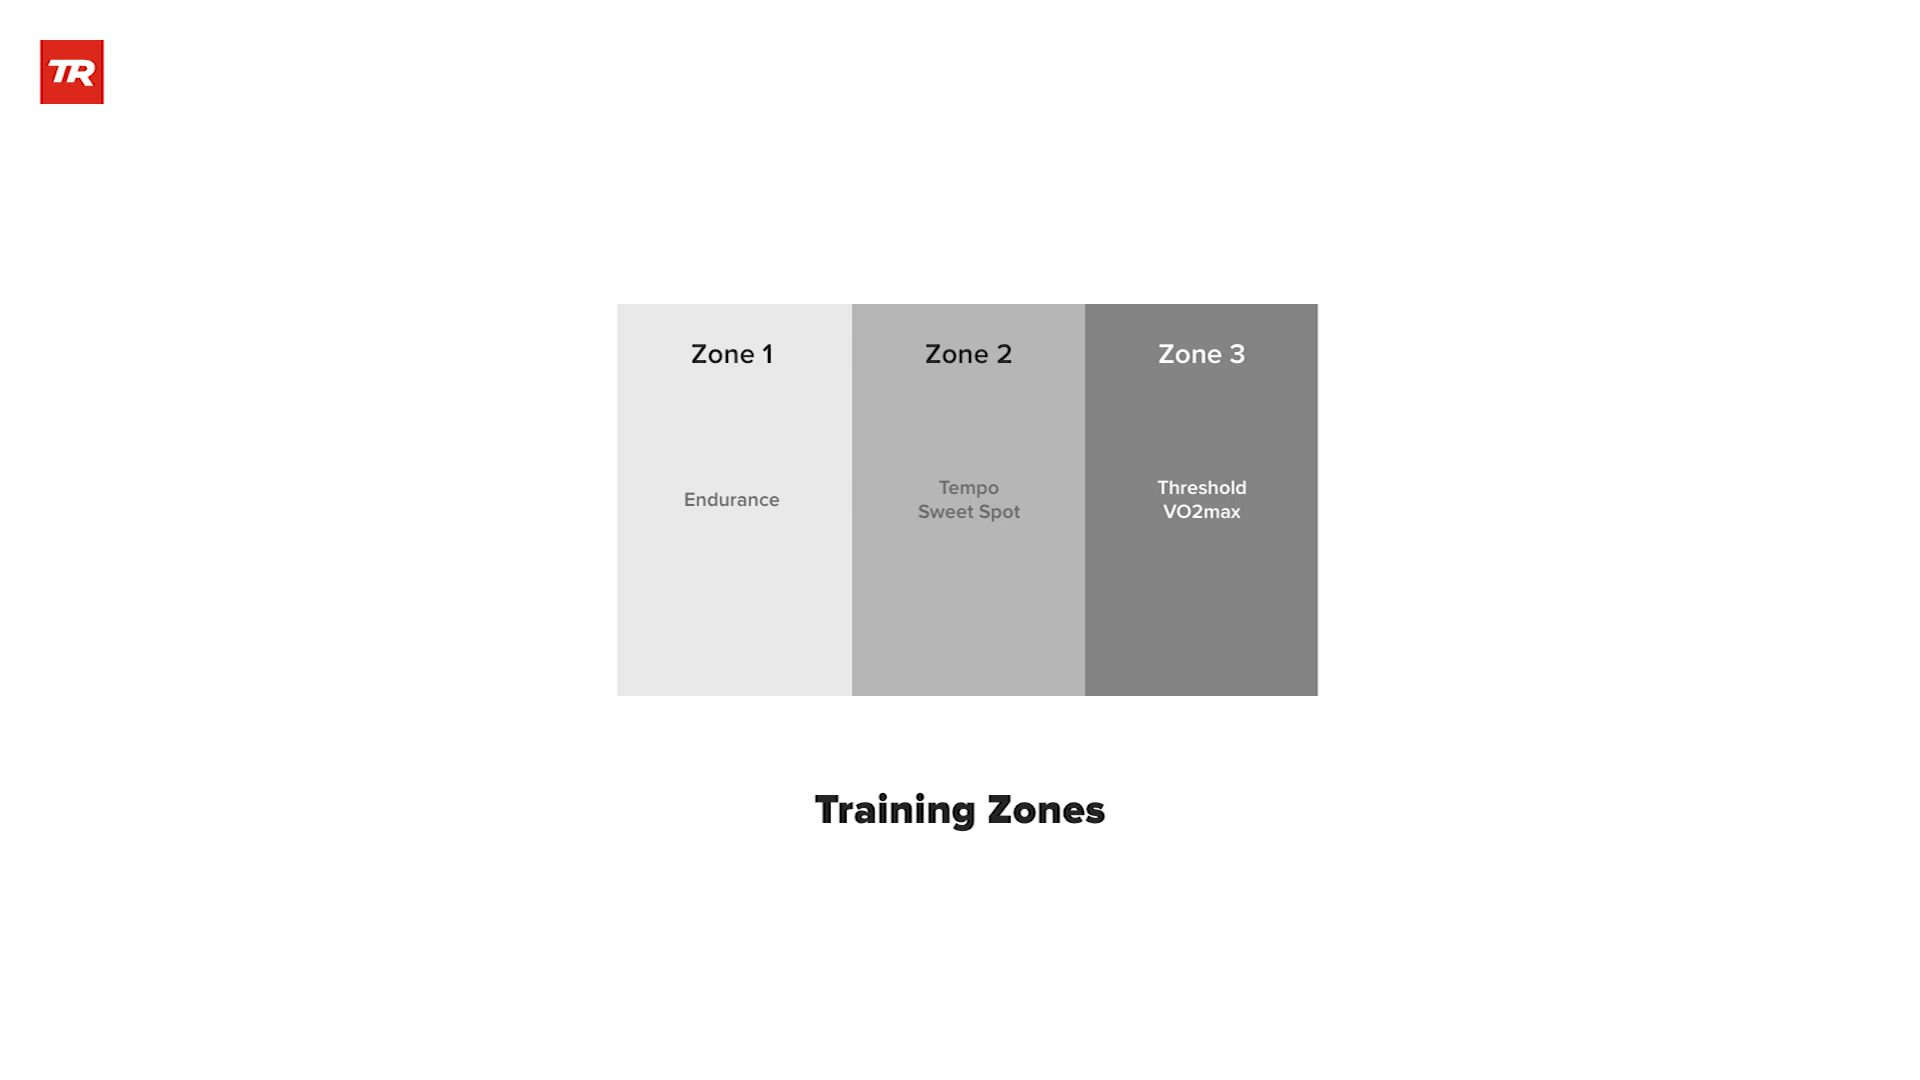 TR
Zone 1
Zone 2
Zone 3
Endurance
Tempo
Sweet Spot
Threshold
VO2max
Training Zones